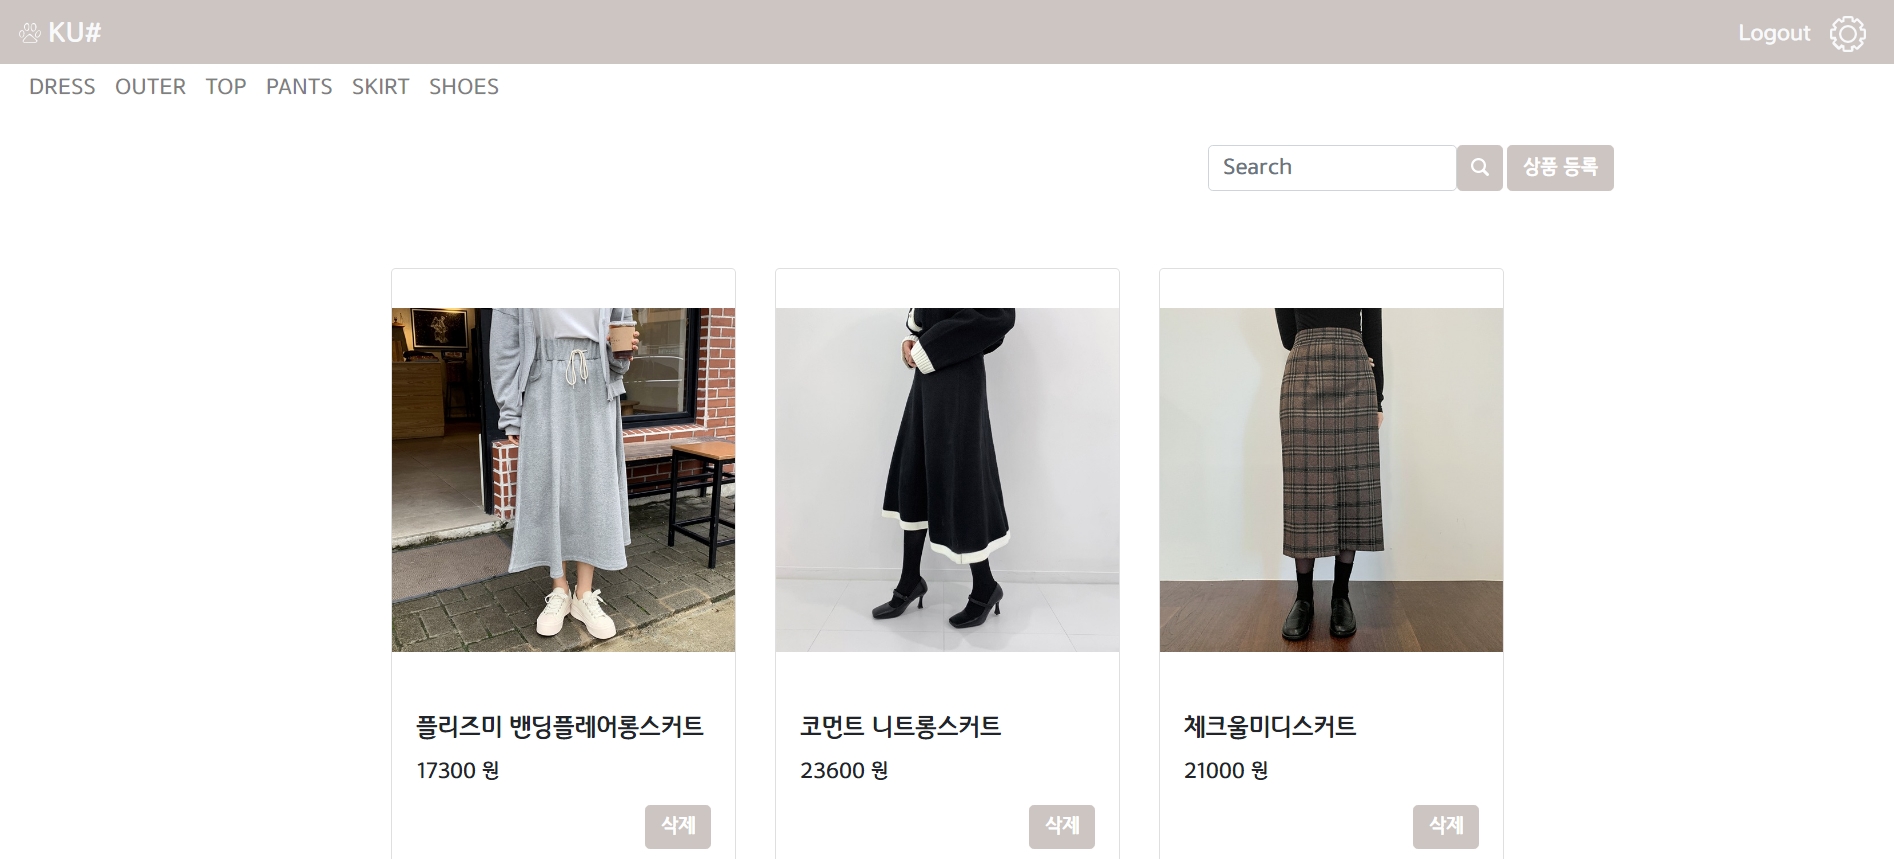 KU#
Logout
DRESS OUTER TOP PANTS SKIRT SHOES
Search
상품 등록
플리즈미 밴딩플레어롱스커트
17300 원
삭제
코먼트 니트롱스커트
23600 원
삭제
체크울미디스커트
21000 원
삭제